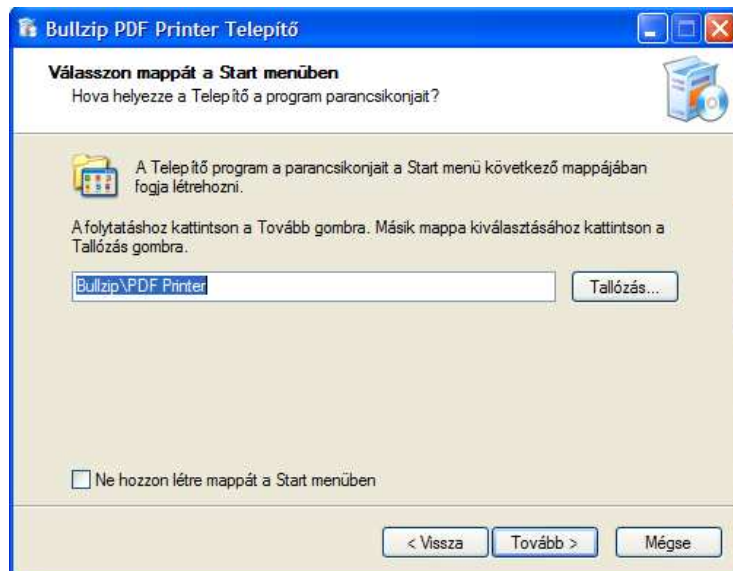 Bullzip PDF Printer Telepítő
Válasszon mappát a Start menüben
Hova helyezze a Telepítő a program parancsikonjait?
A Telepítő program a parancsikonjait a Start menü következő mappájában
fogja létrehozni.
A folytatáshoz kattintson a Tovább gombra. Másik mappa kiválasztásához kattintson a
Tallózás gombra.
Bullzip\PDF Printer
Tallózás...
Ne hozzon létre mappát a Start menüben
< Vissza
Tovább >
Mégse